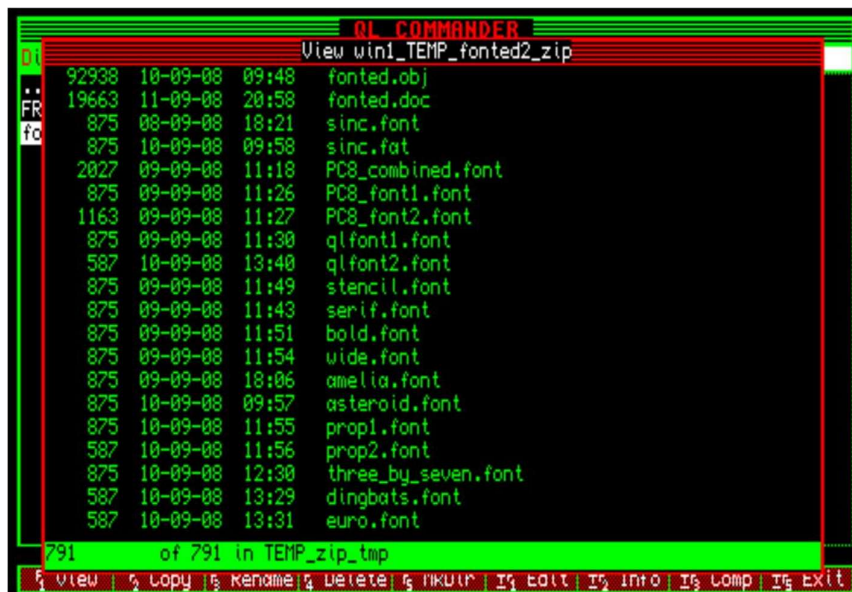 QL COMMANDER
View win1_TEMP_fonted2_zip
Di
92938 10-09-08 09:48 fonted.obj
..
19663 11-09-08 20:58 fonted.doc
FR
875 08-09-08 18:21 sinc.font
fo
875 10-09-08 09:58 sinc.fat
2027 09-09-08 11:18 PC8_combined.font
875 09-09-08 11:26 PC8_font1.font
1163 09-09-08 11:27 PC8_font2.font
875 09-09-08 11:30 qlfont1.font
587 10-09-08 13:40 qlfont2.font
875 09-09-08 11:49 stencil.font
875 09-09-08 11:43 serif.font
875 09-09-08 11:51 bold.font
875 09-09-08 11:54 wide.font
875 09-09-08 18:06 amelia.font
875 10-09-08 09:57 asteroid.font
875 10-09-08 11:55 prop1.font
587 10-09-08 11:56 prop2.font
875 10-09-08 12:30 three_by_seven.font
587 10-09-08 13:29 dingbats.font
587 10-09-08 13:31 euro.font
791 of 791 in TEMP_zip_tmp
View Copy Rename Delete MkDir Edit Info Comp Exit